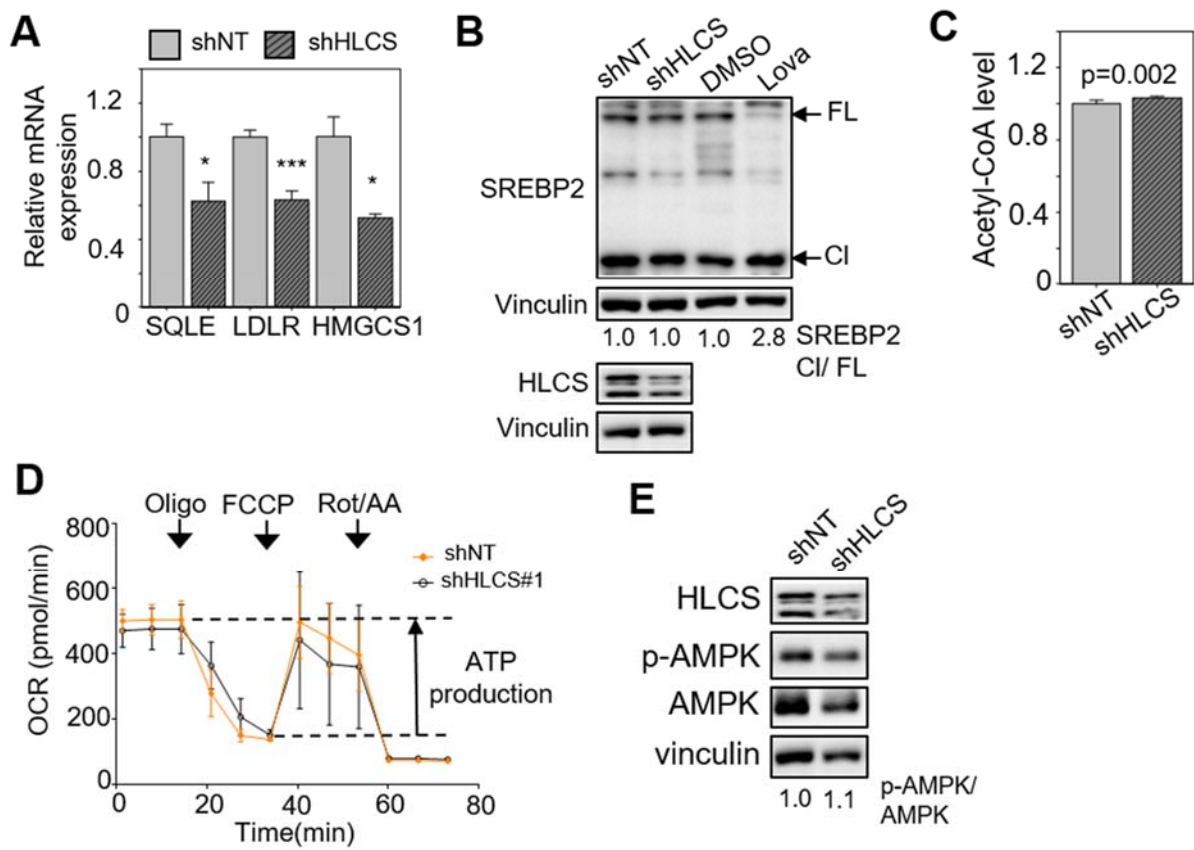 A
shNT
shHLCS
Relative mRNA
expression
1.2
0.8
0.4
0
*
***
*
SQLE
LDLR
HMGCS1
B
shNT
shHLCS
DMSO
Lova
SREBP2
FL
Cl
Vinculin
1.0
1.0
1.0
2.8
SREBP2
Cl/ FL
HLCS
Vinculin
C
Acetyl-CoA level
1.2
0.8
0.4
0
p=0.002
shNT
shHLCS
D
Oligo
FCCP
Rot/AA
OCR (pmol/min)
800
600
400
200
0
shNT
shHLCS#1
ATP
production
0
20
40
60
80
Time(min)
E
shNT
shHLCS
HLCS
p-AMPK
AMPK
vinculin
1.0
1.1
p-AMPK/
AMPK